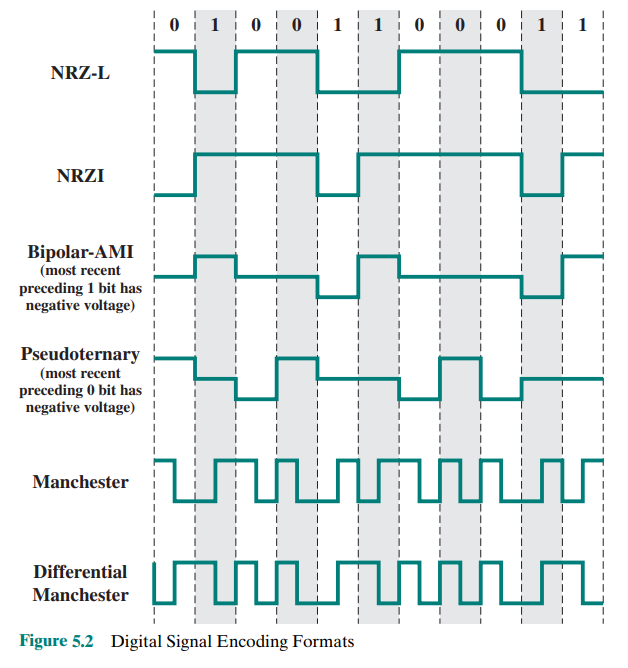 0 1 0 0 1 1 0 0 0 1 1
NRZ-L
NRZI
Bipolar-AMI
(most recent
preceding 1 bit has
negative voltage)
Pseudoternary
(most recent
preceding 0 bit has
negative voltage)
Manchester
Differential
Manchester
Figure 5.2 Digital Signal Encoding Formats